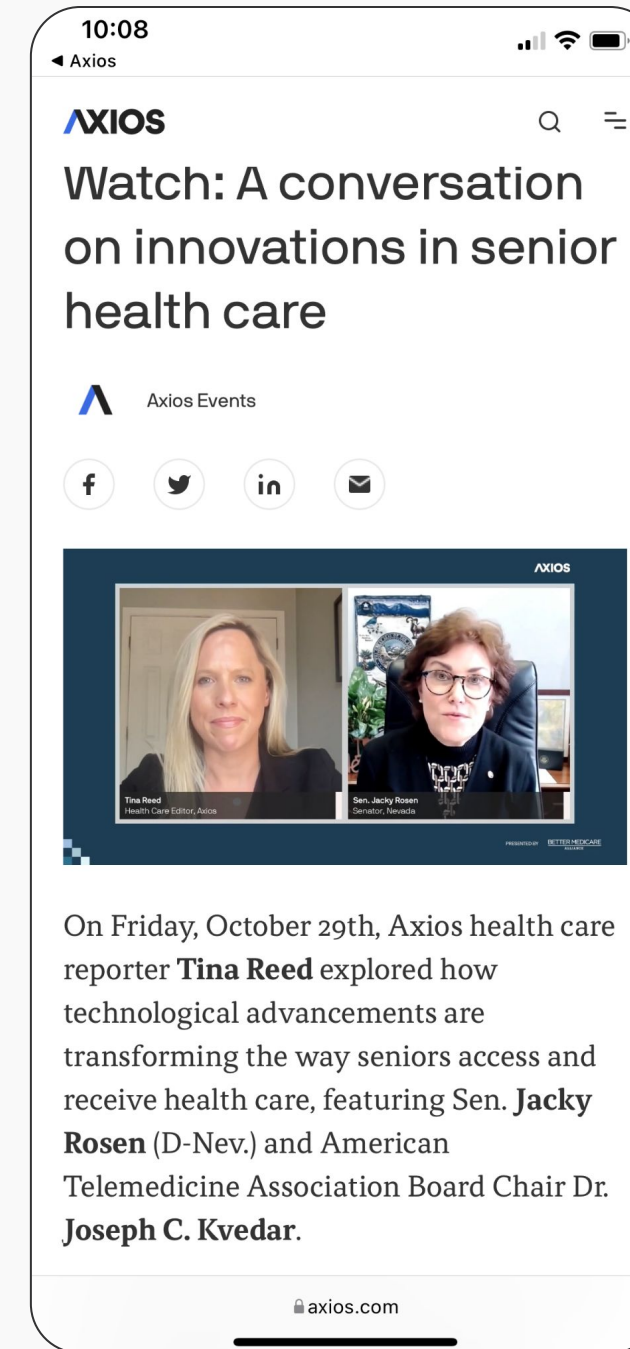 10:08
◀ Axios
AXIOS
Watch: A conversation
on innovations in senior
health care
Axios Events
AXIOS
Tina Reed
Health Care Editor, Axios
Sen. Jacky Rosen
Senator, Nevada
PRESENTED BY BETTER MEDICARE
ALLIANCE
On Friday, October 29th, Axios health care
reporter Tina Reed explored how
technological advancements are
transforming the way seniors access and
receive health care, featuring Sen. Jacky
Rosen (D-Nev.) and American
Telemedicine Association Board Chair Dr.
Joseph C. Kvedar.
axios.com